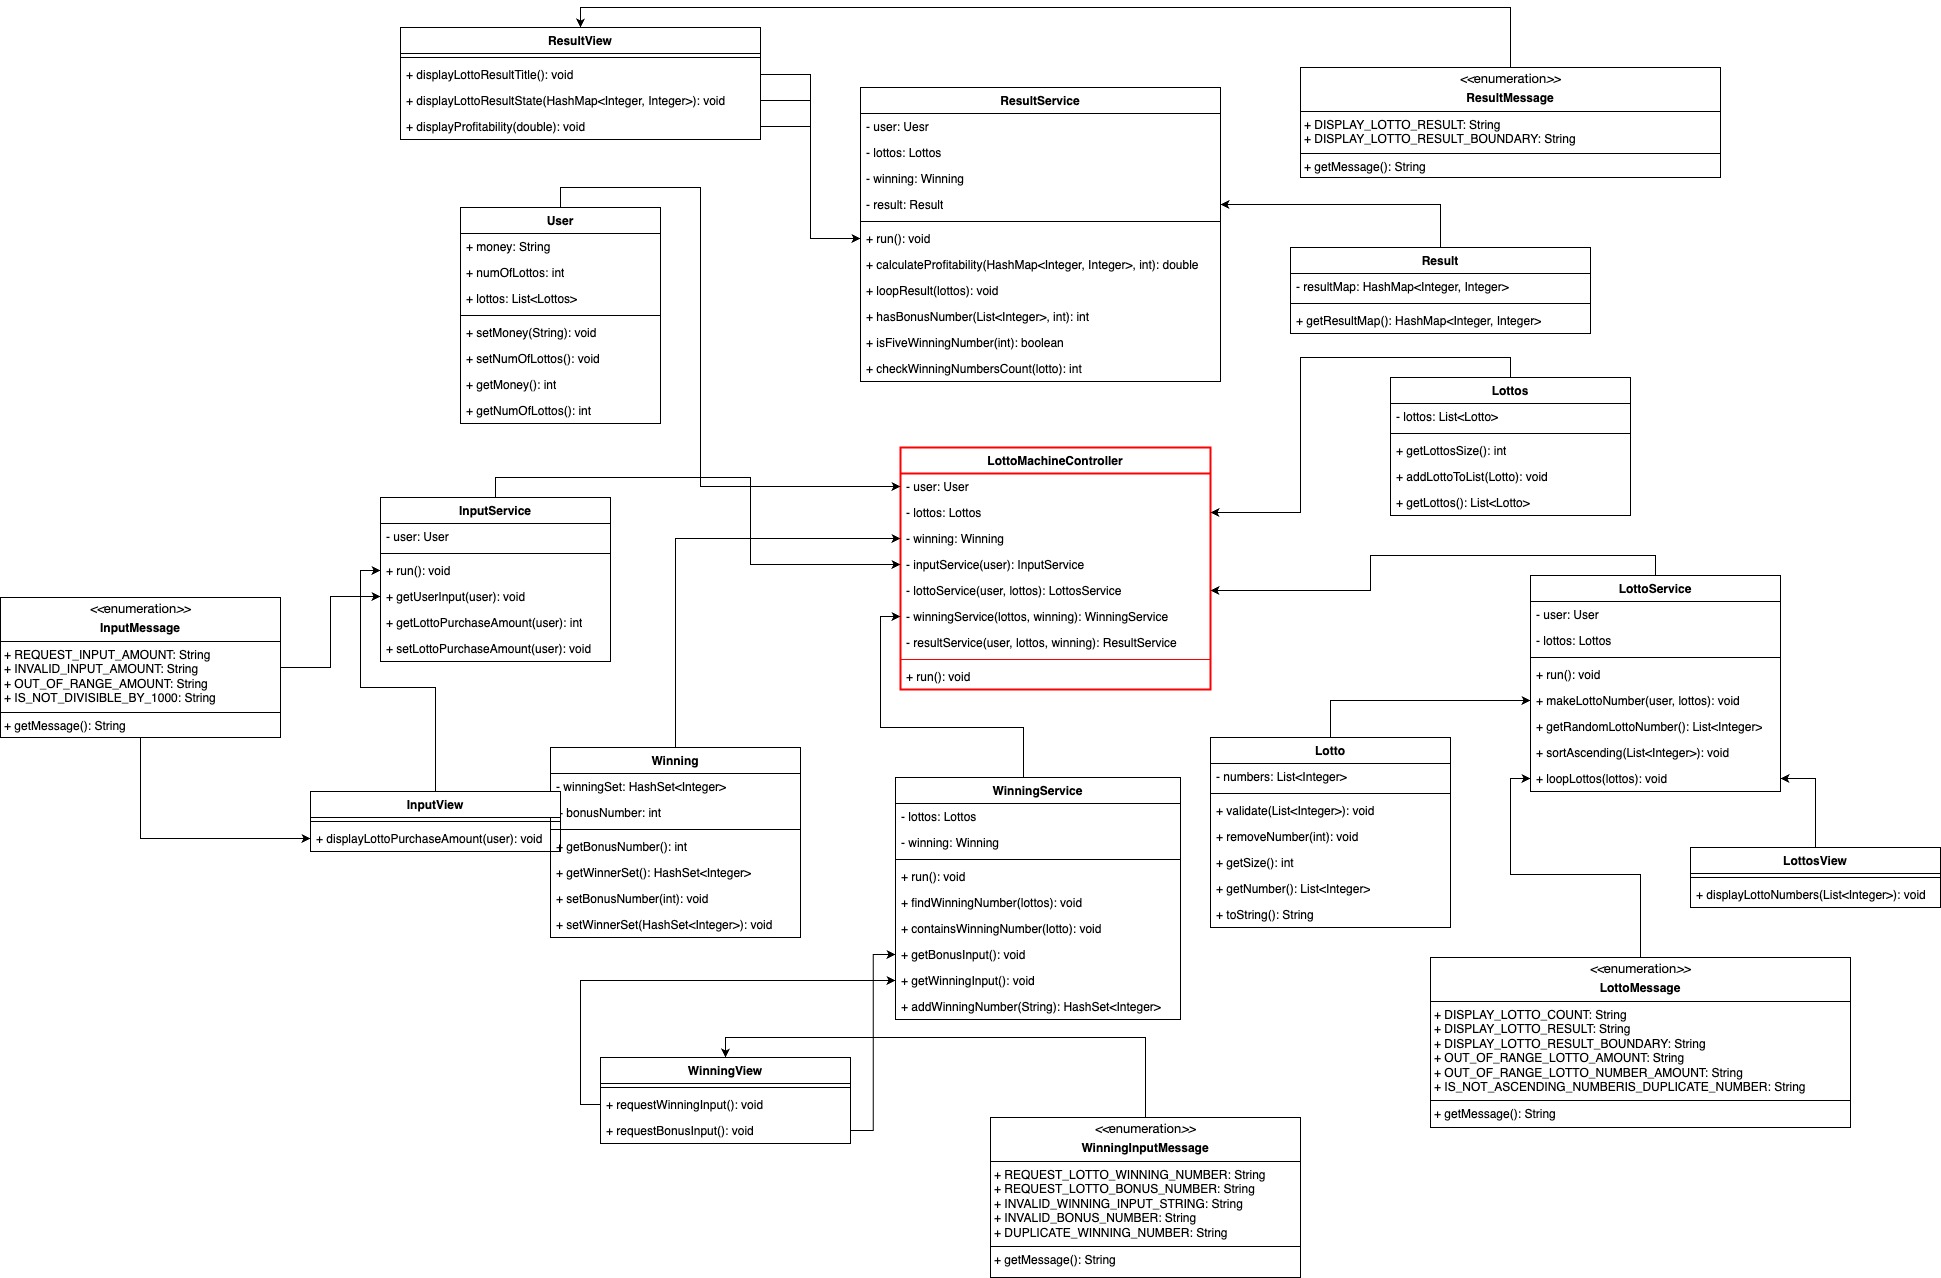 ResultView
+ displayLottoResultTitle(): void
+ displayLottoResultState(HashMap<Integer, Integer>): void
+ displayProfitability(double): void
<<enumeration>>
ResultMessage
+ DISPLAY_LOTTO_RESULT: String
+ DISPLAY_LOTTO_RESULT_BOUNDARY: String
+ getMessage(): String
ResultService
- user: Uesr
- lottos: Lottos
- winning: Winning
- result: Result
+ run(): void
+ calculateProfitability(HashMap<Integer, Integer>, int): double
+ loopResult(lottos): void
+ hasBonusNumber(List<Integer>, int): int
+ isFiveWinningNumber(int): boolean
+ checkWinningNumbersCount(lotto): int
User
+ money: String
+ numOfLottos: int
+ lottos: List<Lottos>
+ setMoney(String): void
+ setNumOfLottos(): void
+ getMoney(): int
+ getNumOfLottos(): int
Result
- resultMap: HashMap<Integer, Integer>
+ getResultMap(): HashMap<Integer, Integer>
Lottos
- lottos: List<Lotto>
+ getLottosSize(): int
+ addLottoToList(Lotto): void
+ getLottos(): List<Lotto>
LottoMachineController
- user: User
- lottos: Lottos
- winning: Winning
- inputService(user): InputService
- lottoService(user, lottos): LottosService
- winningService(lottos, winning): WinningService
- resultService(user, lottos, winning): ResultService
+ run(): void
InputService
- user: User
+ run(): void
+ getUserInput(user): void
+ getLottoPurchaseAmount(user): int
+ setLottoPurchaseAmount(user): void
<<enumeration>>
InputMessage
+ REQUEST_INPUT_AMOUNT: String
+ INVALID_INPUT_AMOUNT: String
+ OUT_OF_RANGE_AMOUNT: String
+ IS_NOT_DIVISIBLE_BY_1000: String
+ getMessage(): String
LottoService
- user: User
- lottos: Lottos
+ run(): void
+ makeLottoNumber(user, lottos): void
+ getRandomLottoNumber(): List<Integer>
+ sortAscending(List<Integer>): void
+ loopLottos(lottos): void
Lotto
- numbers: List<Integer>
+ validate(List<Integer>): void
+ removeNumber(int): void
+ getSize(): int
+ getNumber(): List<Integer>
+ toString(): String
Winning
- winningSet: HashSet<Integer>
- bonusNumber: int
+ getBonusNumber(): int
+ getWinnerSet(): HashSet<Integer>
+ setBonusNumber(int): void
+ setWinnerSet(HashSet<Integer>): void
InputView
+ displayLottoPurchaseAmount(user): void
WinningService
- lottos: Lottos
- winning: Winning
+ run(): void
+ findWinningNumber(lottos): void
+ containsWinningNumber(lotto): void
+ getBonusInput(): void
+ getWinningInput(): void
+ addWinningNumber(String): HashSet<Integer>
LottosView
+ displayLottoNumbers(List<Integer>): void
<<enumeration>>
LottoMessage
+ DISPLAY_LOTTO_COUNT: String
+ DISPLAY_LOTTO_RESULT: String
+ DISPLAY_LOTTO_RESULT_BOUNDARY: String
+ OUT_OF_RANGE_LOTTO_AMOUNT: String
+ OUT_OF_RANGE_LOTTO_NUMBER_AMOUNT: String
+ IS_NOT_ASCENDING_NUMBERIS_DUPLICATE_NUMBER: String
+ getMessage(): String
WinningView
+ requestWinningInput(): void
+ requestBonusInput(): void
<<enumeration>>
WinningInputMessage
+ REQUEST_LOTTO_WINNING_NUMBER: String
+ REQUEST_LOTTO_BONUS_NUMBER: String
+ INVALID_WINNING_INPUT_STRING: String
+ INVALID_BONUS_NUMBER: String
+ DUPLICATE_WINNING_NUMBER: String
+ getMessage(): String